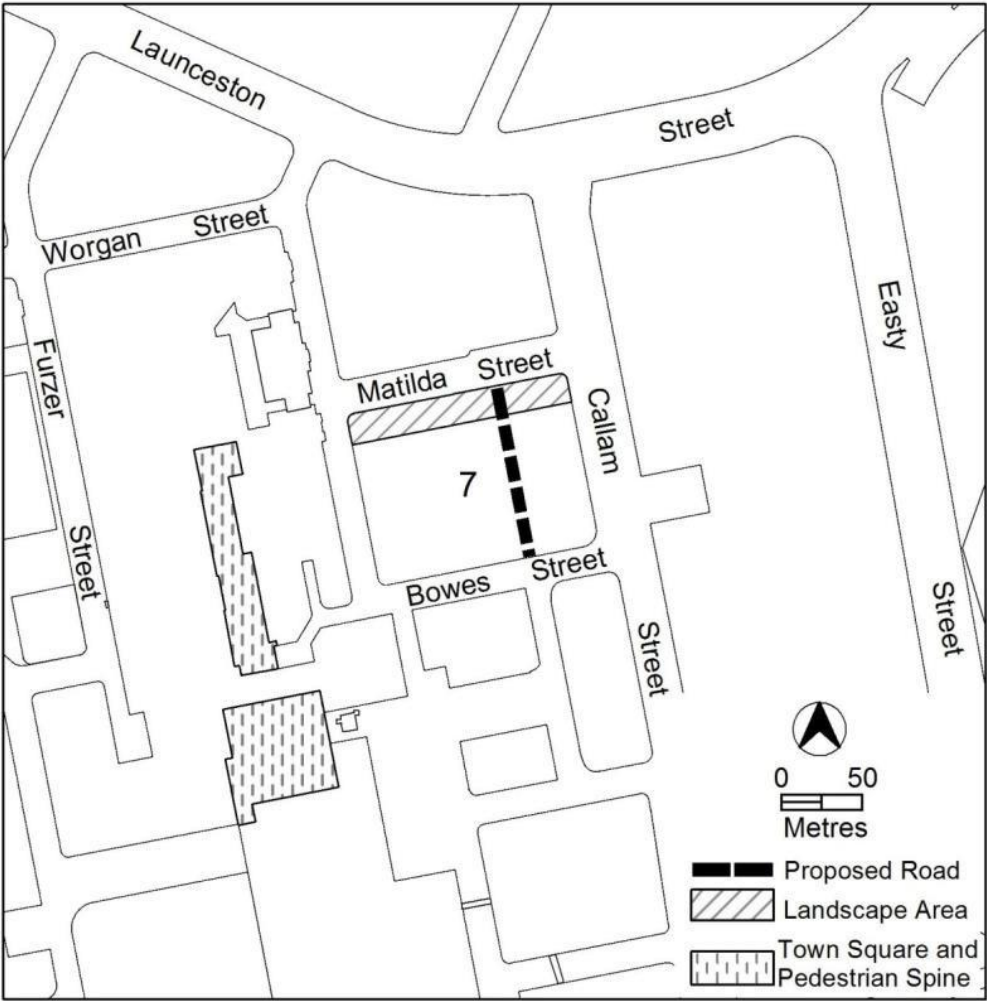 Launceston
Street
Worgan
Street
Furzer
Street
Matilda
Street
Callam
Street
Easty
Street
7
Bowes
Street
0 50
Metres
Proposed Road
Landscape Area
Town Square and
Pedestrian Spine